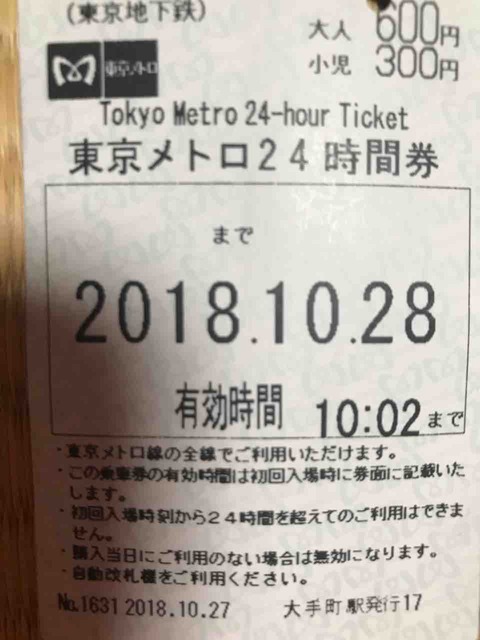 (東京地下鉄)
大人 600円
小児 300円
東京メトロ
Tokyo Metro 24-hour Ticket
東京メトロ24時間券
まで
2018.10.28
有効時間 10:02まで
・東京メトロ線の全線でご利用いただけます。
・この乗車券の有効時間は初回入場時に券面に記載いた
します。
・初回入場時刻から24時間を超えてのご利用はできま
せん。
・購入当日にご利用のない場合は無効になります。
・自動改札機をご利用ください。
No.1631 2018.10.27 大手町駅発行17